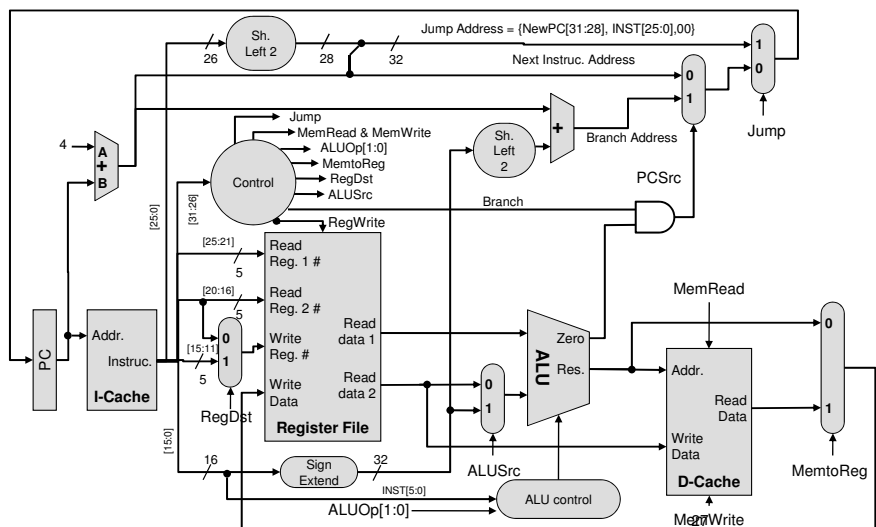 Jump Address = {NewPC[31:28], INST[25:0],00}
Sh.
Left 2
26
28
32
1
0
Next Instruc. Address
0
1
Jump
4
A
+
B
+
Branch Address
Sh.
Left
2
Jump
MemRead & MemWrite
ALUOp[1:0]
MemtoReg
RegDst
ALUSrc
Control
PCSrc
Branch
RegWrite
[25:0]
[31:26]
[25:21]
5
Read
Reg. 1 #
[20:16]
5
Read
Reg. 2 #
Write
Reg. #
Write
Data
Read
data 1
Read
data 2
Register File
0
1
[15:11]
5
RegDst
PC
Addr.
Instruc.
I-Cache
[15:0]
ALU
Zero
Res.
0
1
ALUSrc
MemRead
Addr.
Read
Data
Write
Data
D-Cache
MemWrite
27
0
1
MemtoReg
16
Sign
Extend
32
INST[5:0]
ALUOp[1:0]
ALU control